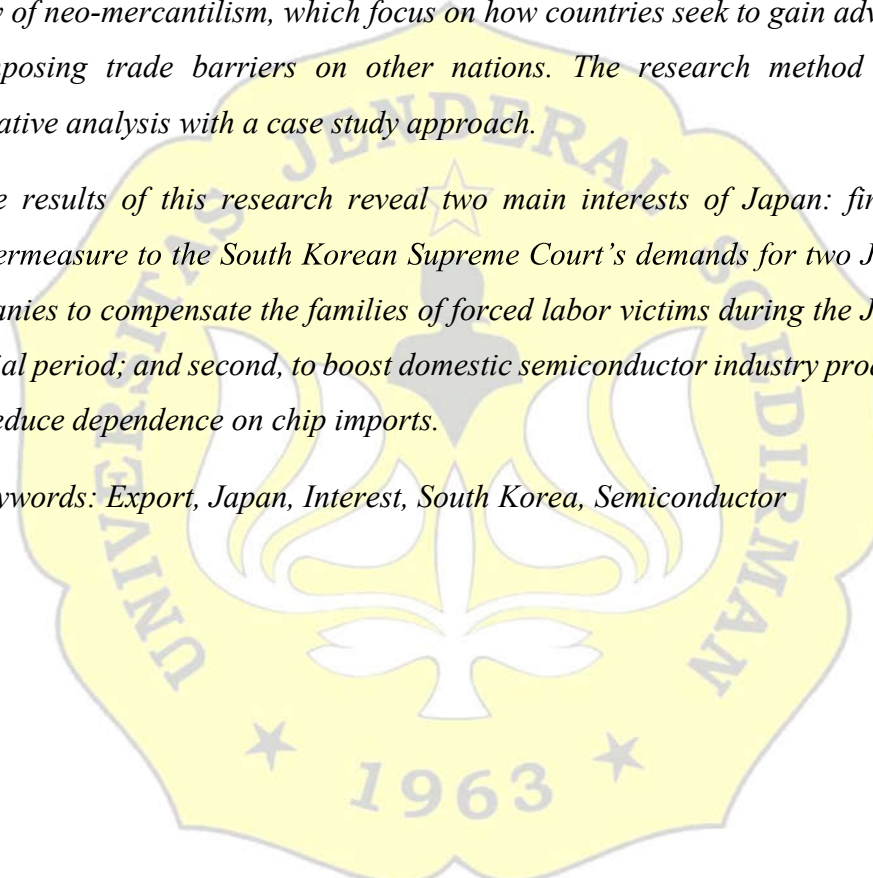 y of neo-mercantilism, which focus on how countries seek to gain adv
posing trade barriers on other nations. The research method
ative analysis with a case study approach.
e results of this research reveal two main interests of Japan: fir
ermeasure to the South Korean Supreme Court’s demands for two J
anies to compensate the families of forced labor victims during the J
ial period; and second, to boost domestic semiconductor industry proc
educe dependence on chip imports.
ywords: Export, Japan, Interest, South Korea, Semiconductor
UNIVERSITAS JENDERAL SOEDIRMAN
1963